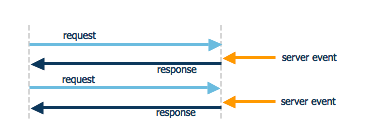 request
server event
response
request
server event
response